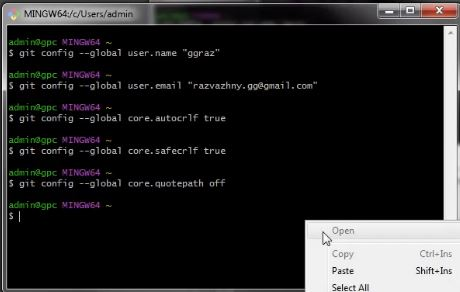 MINGW64:/c/Users/admin
admin@gpc MINGW64 ~
$ git config --global user.name "ggraz"
admin@gpc MINGW64 ~
$ git config --global user.email "razvazhny.gg@gmail.com"
admin@gpc MINGW64 ~
$ git config --global core.autocrlf true
admin@gpc MINGW64 ~
$ git config --global core.safecrlf true
admin@gpc MINGW64 ~
$ git config --global core.quotepath off
admin@gpc MINGW64 ~
$
Open
Copy Ctrl+Ins
Paste Shift+Ins
Select All